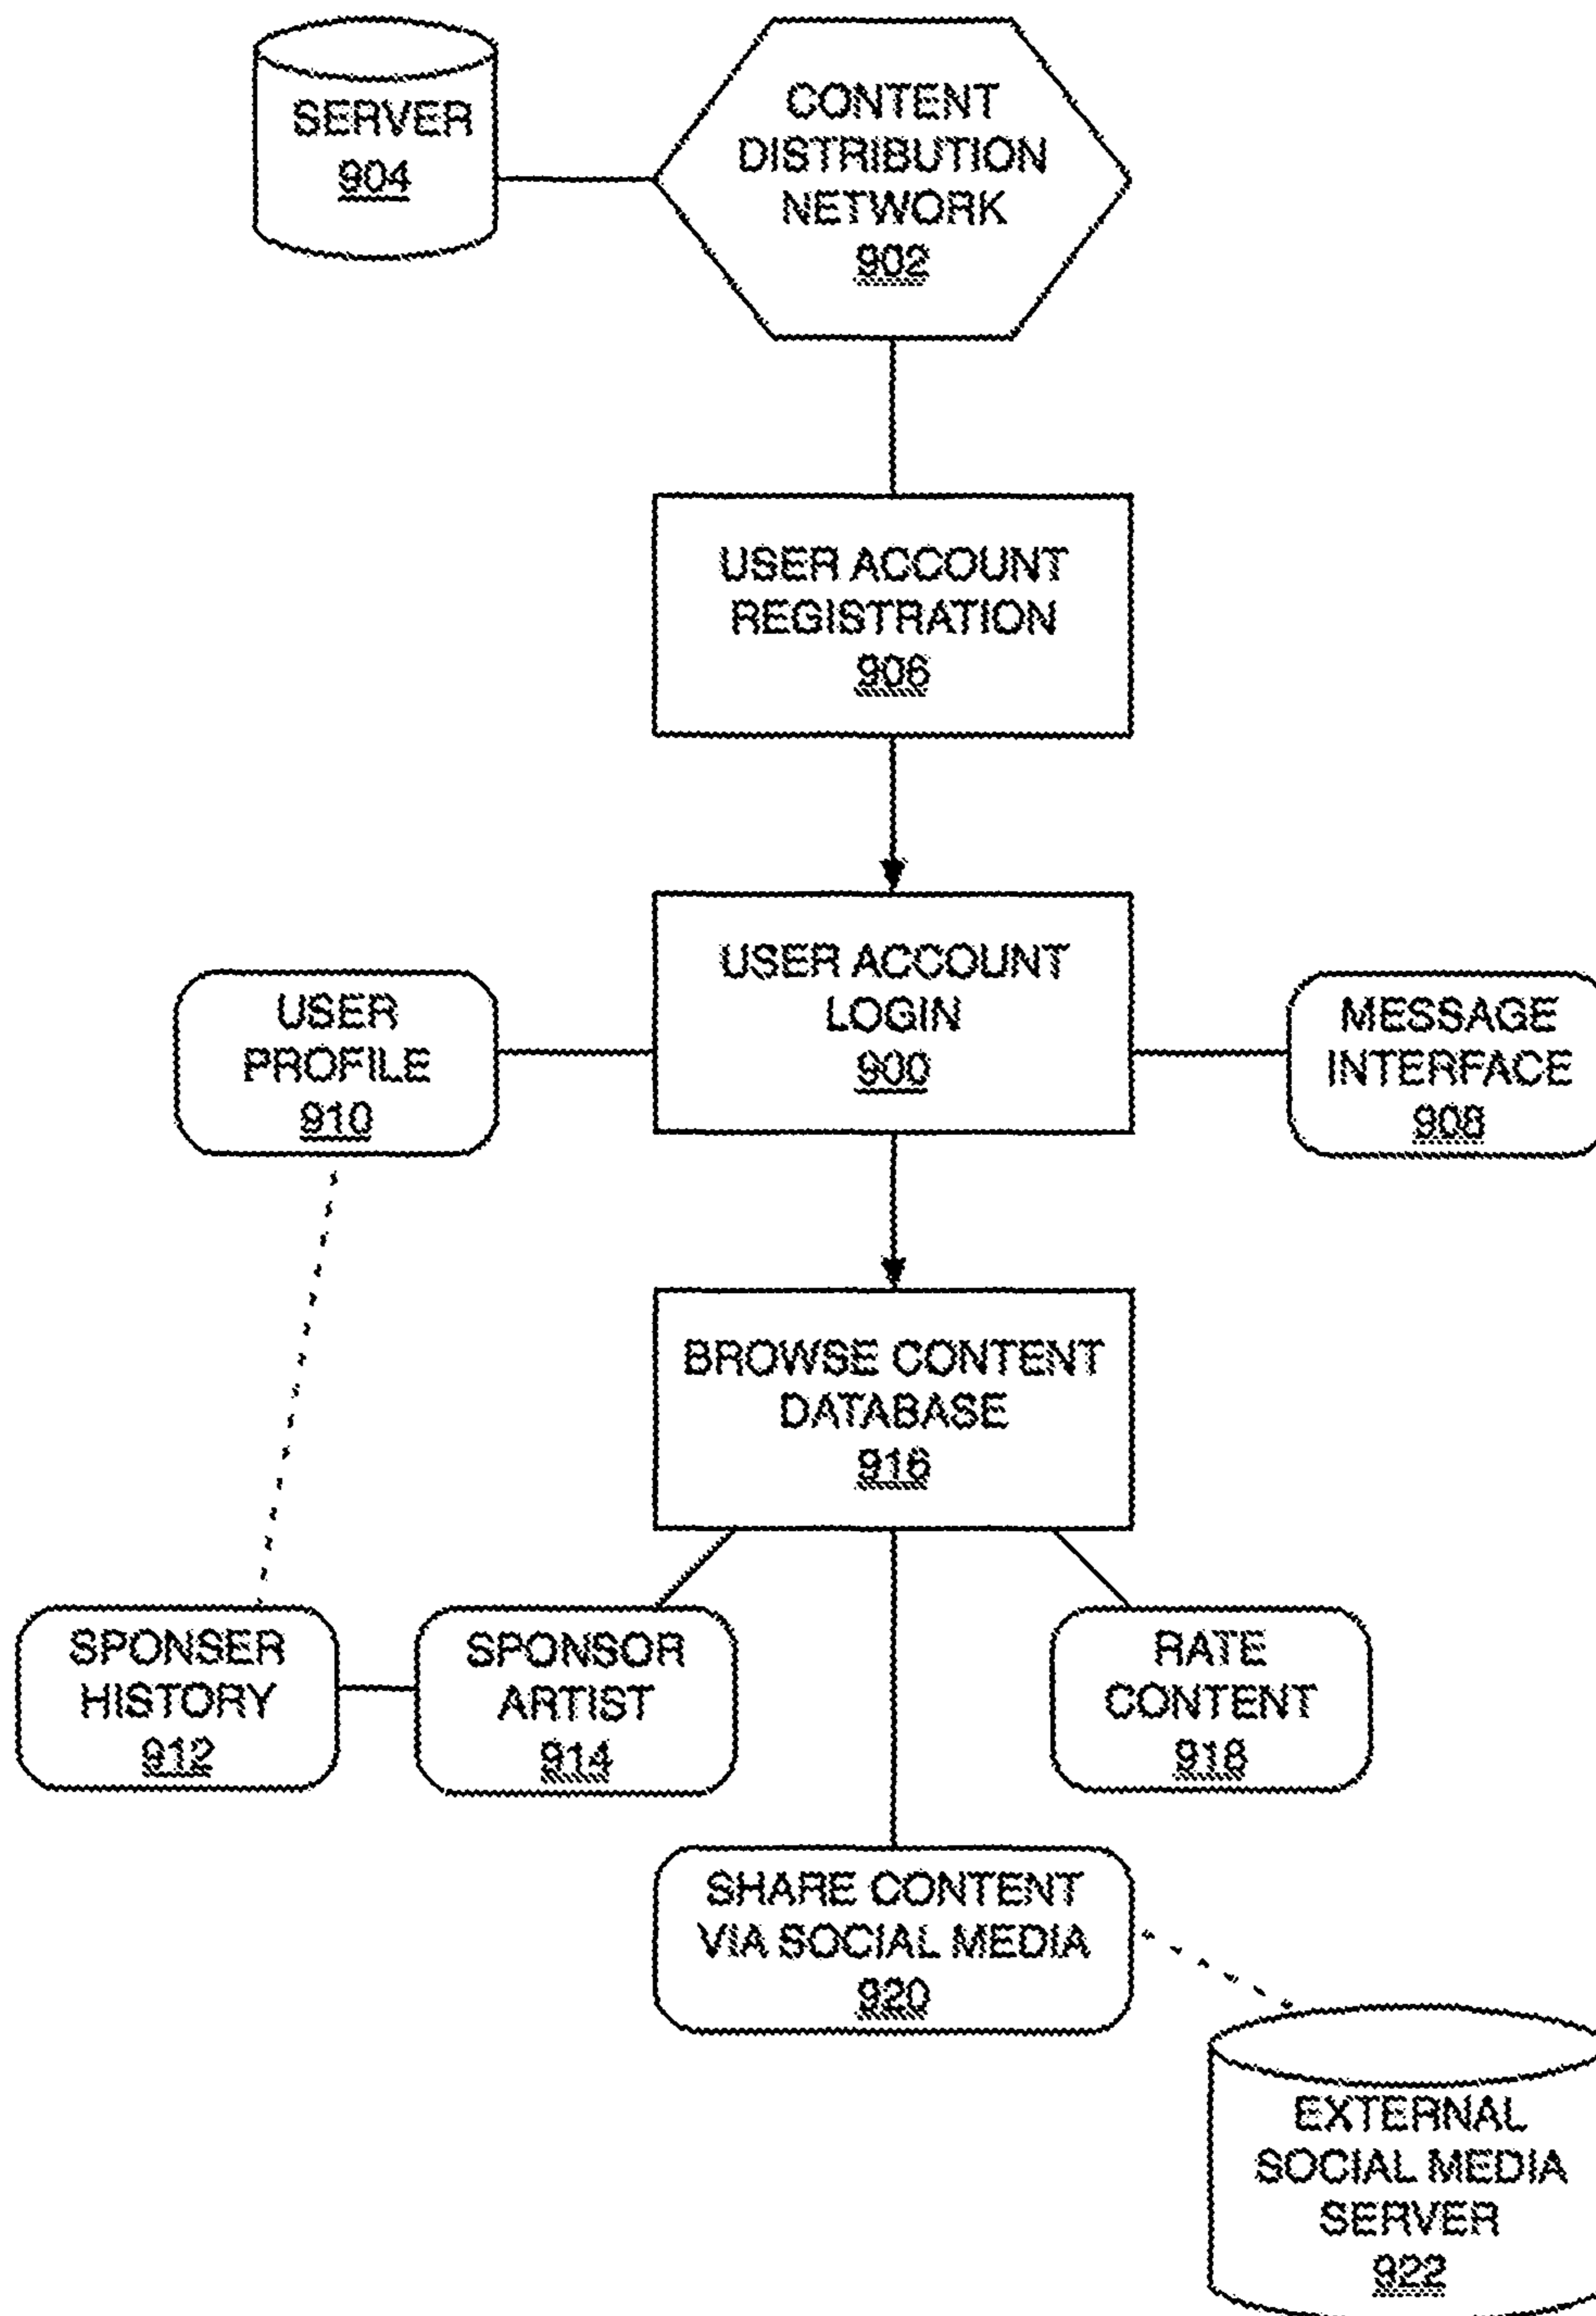 SERVER
904
CONTENT
DISTRIBUTION
NETWORK
902
USER ACCOUNT
REGISTRATION
906
USER ACCOUNT
LOGIN
900
USER
PROFILE
910
MESSAGE
INTERFACE
908
BROWSE CONTENT
DATABASE
916
SPONSER
HISTORY
912
SPONSOR
ARTIST
914
RATE
CONTENT
918
SHARE CONTENT
VIA SOCIAL MEDIA
920
EXTERNAL
SOCIAL MEDIA
SERVER
922